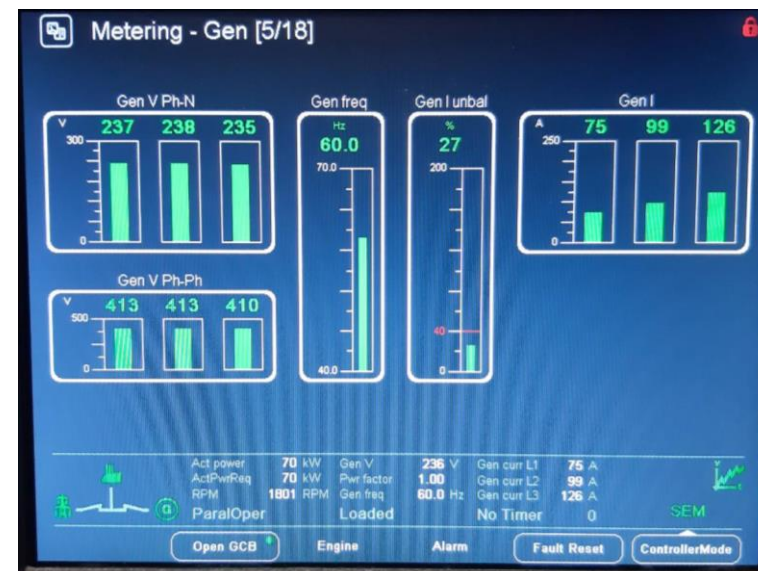 Metering - Gen [5/18]
Gen V Ph-N
V 237 238 235
300
0
Gen freq
Hz
60.0
70.0
40.0
Gen I unbal
%
27
200
40
0
Gen I
A 75 99 126
250
0
Gen V Ph-Ph
V 413 413 410
500
0
Act power 70 kW Gen V 236 V Gen curr L1 75 A
ActPwrReq 70 kW Pwr factor 1.00 Gen curr L2 99 A
RPM 1801 RPM Gen freq 60.0 Hz Gen curr L3 126 A
ParalOper Loaded No Timer 0 SEM
Open GCB Engine Alarm Fault Reset ControllerMode